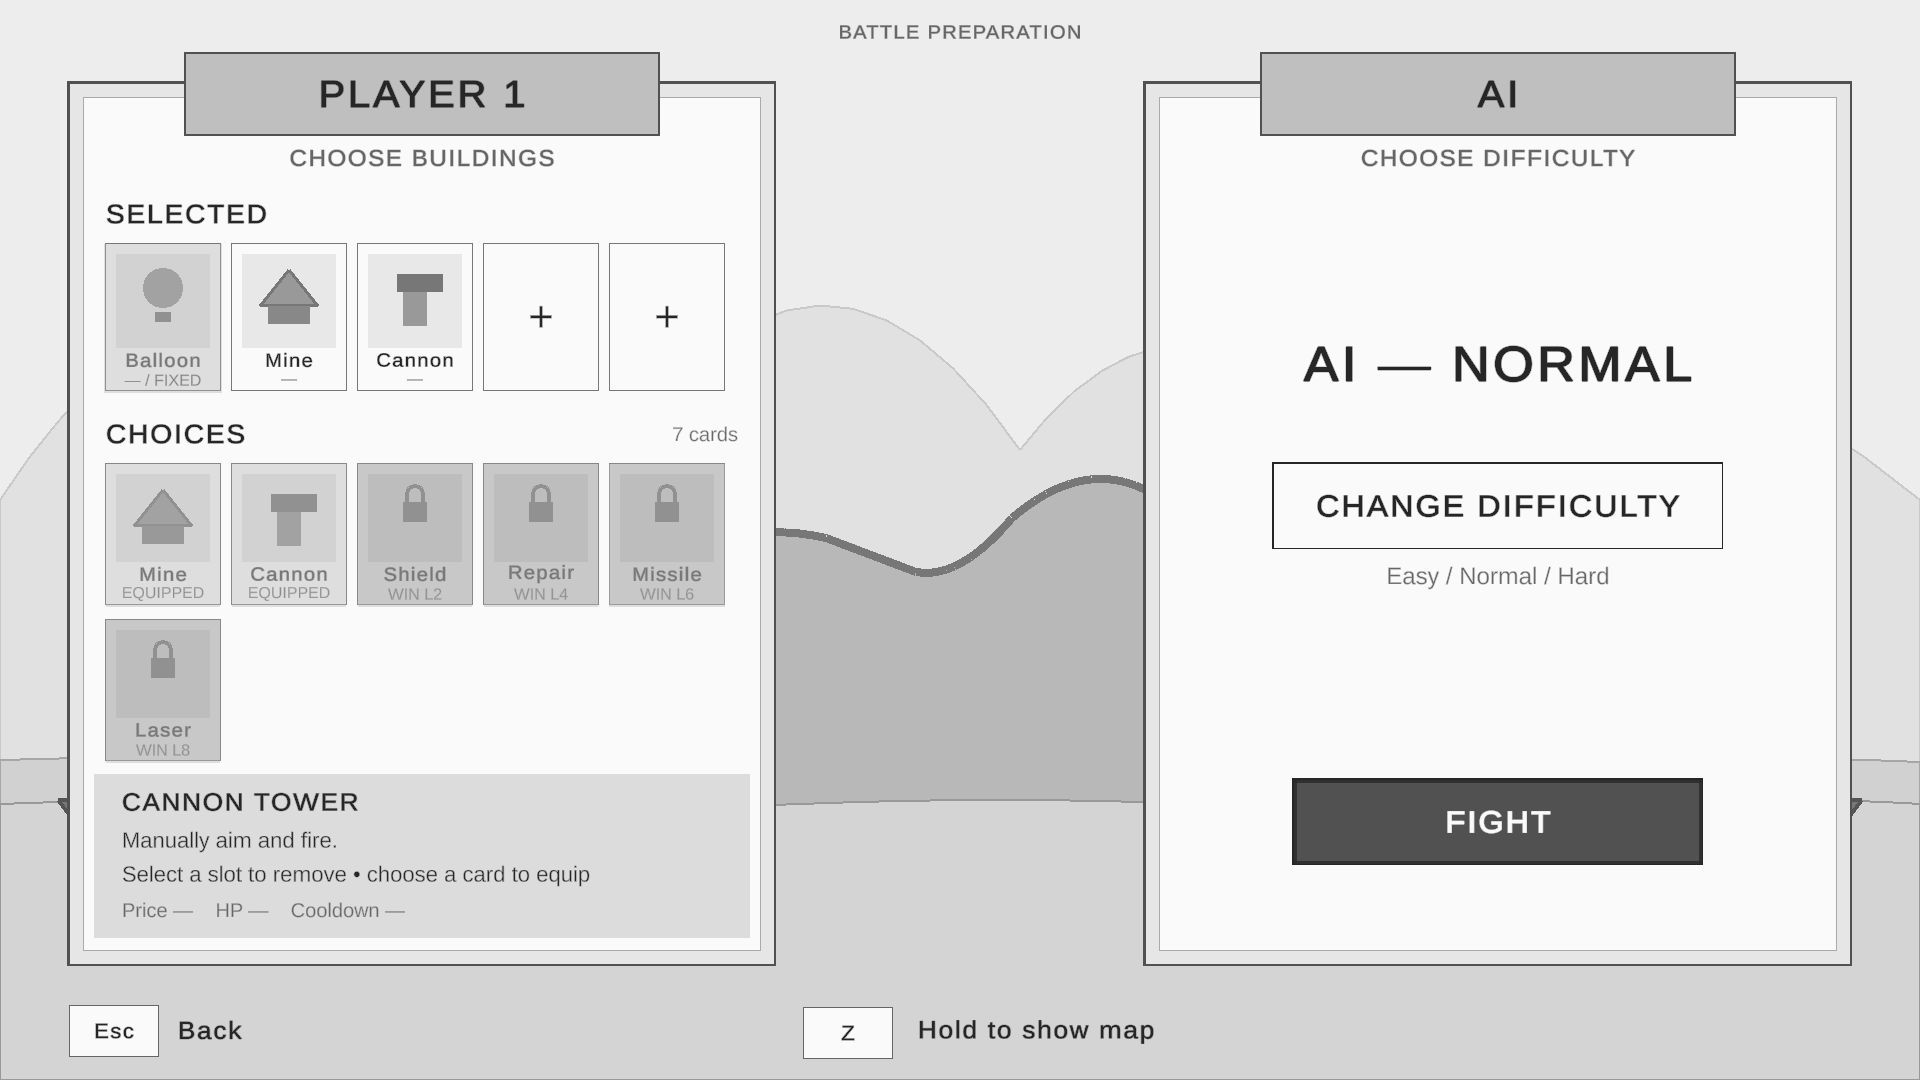 BATTLE PREPARATION
PLAYER 1
CHOOSE BUILDINGS
SELECTED
Balloon
— / FIXED
Mine
—
Cannon
—
+
+
CHOICES
7 cards
Mine
EQUIPPED
Cannon
EQUIPPED
Shield
WIN L2
Repair
WIN L4
Missile
WIN L6
Laser
WIN L8
CANNON TOWER
Manually aim and fire.
Select a slot to remove • choose a card to equip
Price — HP — Cooldown —
AI
CHOOSE DIFFICULTY
AI — NORMAL
CHANGE DIFFICULTY
Easy / Normal / Hard
FIGHT
Esc Back
Z Hold to show map